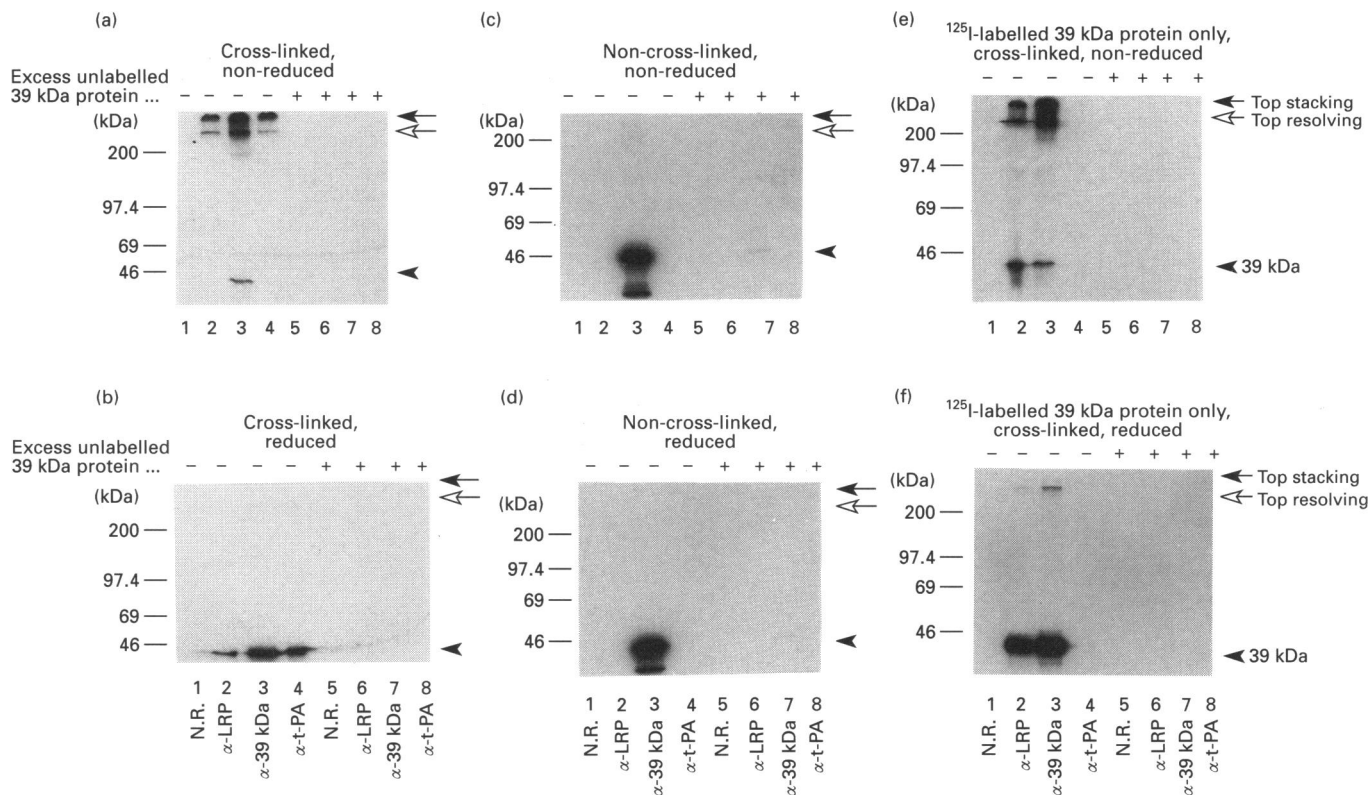 (a)
Cross-linked,
non-reduced
Excess unlabelled
39 kDa protein ... – – – – + + + +
(kDa)
200
97.4
69
46
1 2 3 4 5 6 7 8
(c)
Non-cross-linked,
non-reduced
– – – – + + + +
(kDa)
200
97.4
69
46
1 2 3 4 5 6 7 8
(e)
¹²⁵I-labelled 39 kDa protein only,
cross-linked, non-reduced
– – – – + + + +
(kDa)
200
97.4
69
46
Top stacking
Top resolving
39 kDa
1 2 3 4 5 6 7 8
(b)
Cross-linked,
reduced
Excess unlabelled
39 kDa protein ... – – – – + + + +
(kDa)
200
97.4
69
46
1 2 3 4 5 6 7 8
N.R. α-LRP α-39 kDa α-t-PA N.R. α-LRP α-39 kDa α-t-PA
(d)
Non-cross-linked,
reduced
– – – – + + + +
(kDa)
200
97.4
69
46
1 2 3 4 5 6 7 8
N.R. α-LRP α-39 kDa α-t-PA N.R. α-LRP α-39 kDa α-t-PA
(f)
¹²⁵I-labelled 39 kDa protein only,
cross-linked, reduced
– – – – + + + +
(kDa)
200
97.4
69
46
Top stacking
Top resolving
39 kDa
1 2 3 4 5 6 7 8
N.R. α-LRP α-39 kDa α-t-PA N.R. α-LRP α-39 kDa α-t-PA